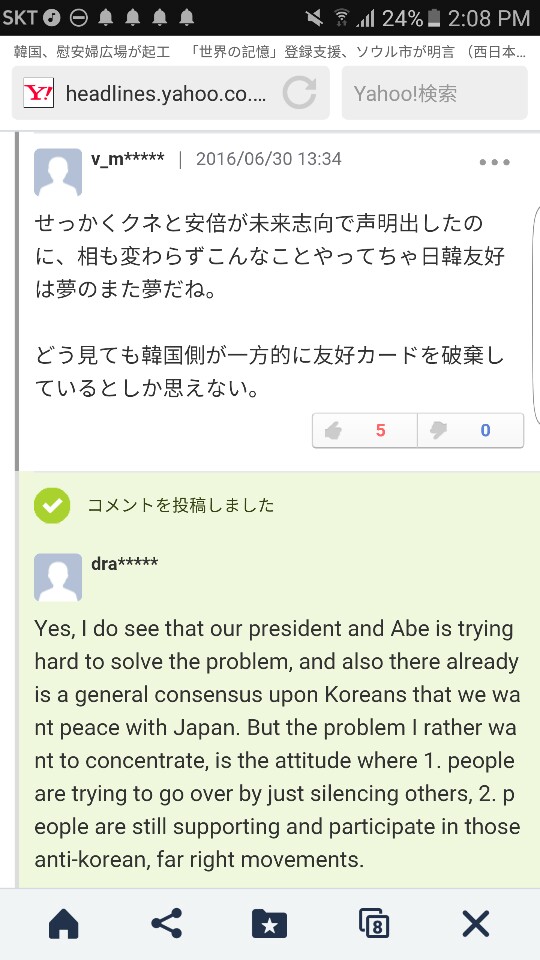 SKT 24% 2:08 PM
韓国、慰安婦広場が起工 「世界の記憶」登録支援、ソウル市が明言 （西日本…
Y! headlines.yahoo.co.... Yahoo!検索
v_m***** | 2016/06/30 13:34
せっかくクネと安倍が未来志向で声明出したの
に、相も変わらずこんなことやってちゃ日韓友好
は夢のまた夢だね。
どう見ても韓国側が一方的に友好カードを破棄し
ているとしか思えない。
5 0
コメントを投稿しました
dra*****
Yes, I do see that our president and Abe is trying
hard to solve the problem, and also there already
is a general consensus upon Koreans that we wa
nt peace with Japan. But the problem I rather wa
nt to concentrate, is the attitude where 1. people
are trying to go over by just silencing others, 2. p
eople are still supporting and participate in those
anti-korean, far right movements.
8